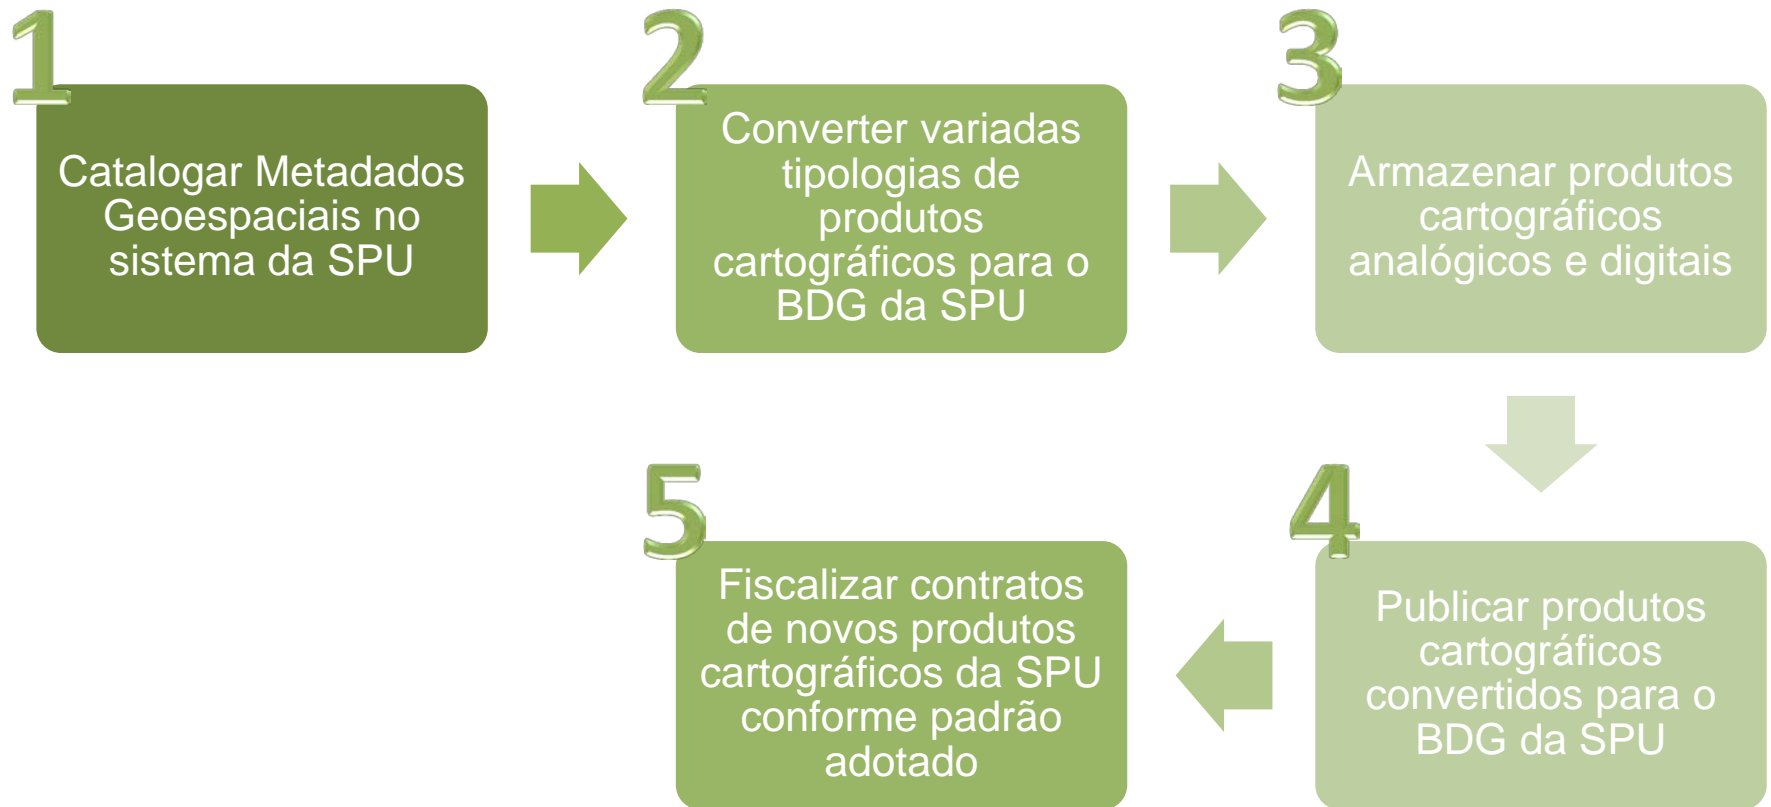 1
Catalogar Metadados
Geoespaciais no
sistema da SPU
2
Converter variadas
tipologias de
produtos
cartográficos para o
BDG da SPU
3
Armazenar produtos
cartográficos
analógicos e digitais
4
Publicar produtos
cartográficos
convertidos para o
BDG da SPU
5
Fiscalizar contratos
de novos produtos
cartográficos da SPU
conforme padrão
adotado